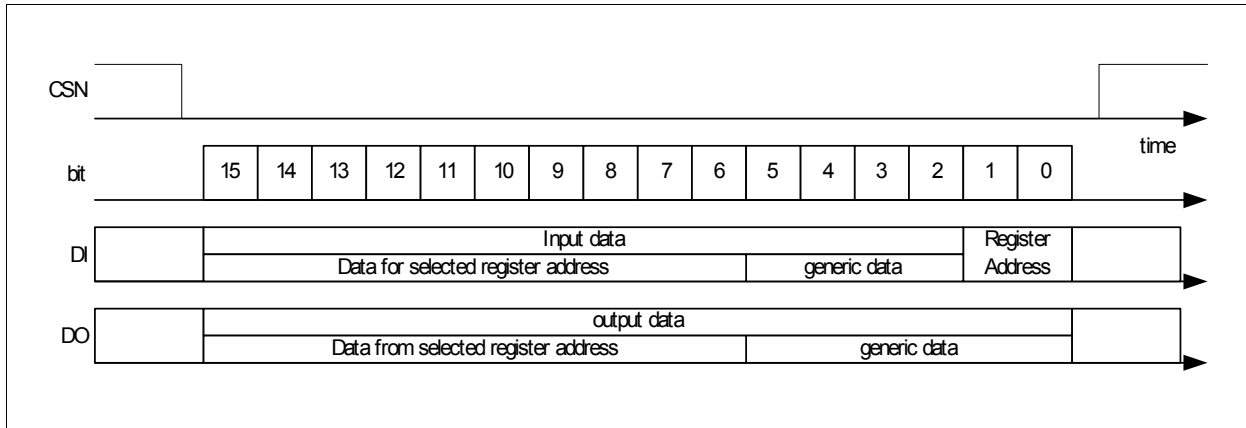 CSN
time
bit 15 14 13 12 11 10 9 8 7 6 5 4 3 2 1 0
DI Input data Register
Data for selected register address generic data Address
DO output data
Data from selected register address generic data